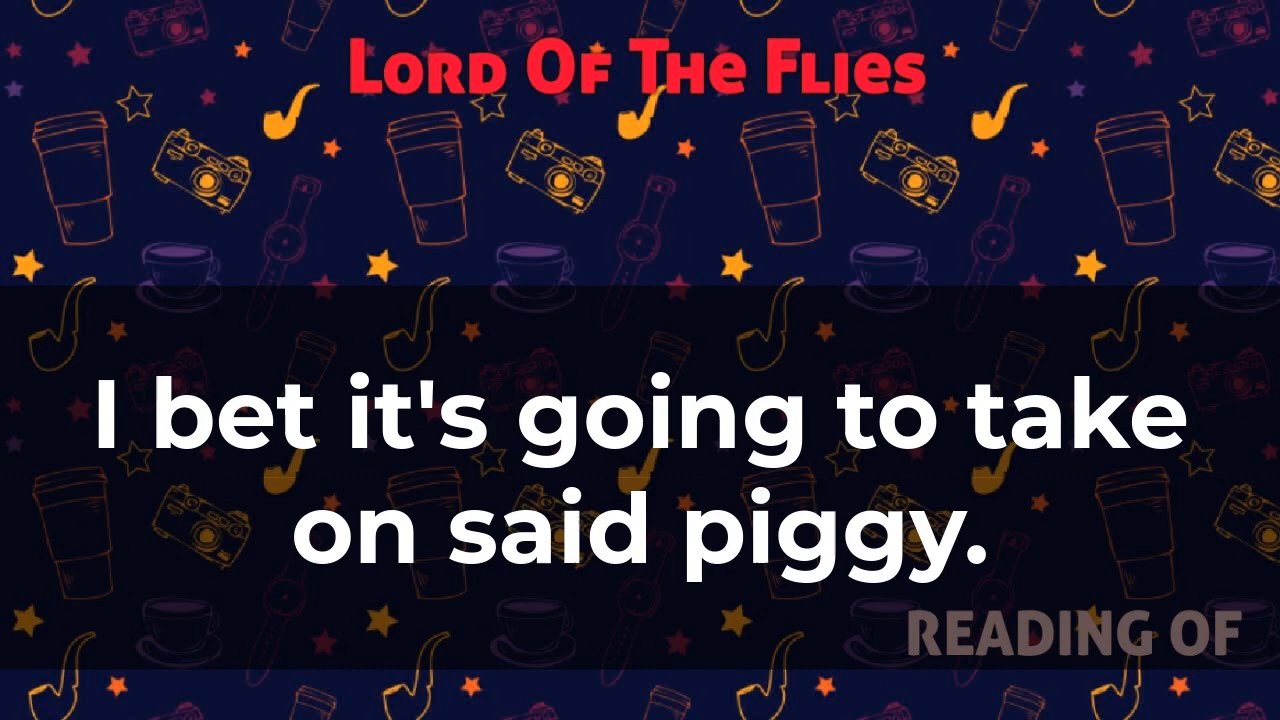 Lord Of The Flies
I bet it's going to take
on said piggy.
READING OF